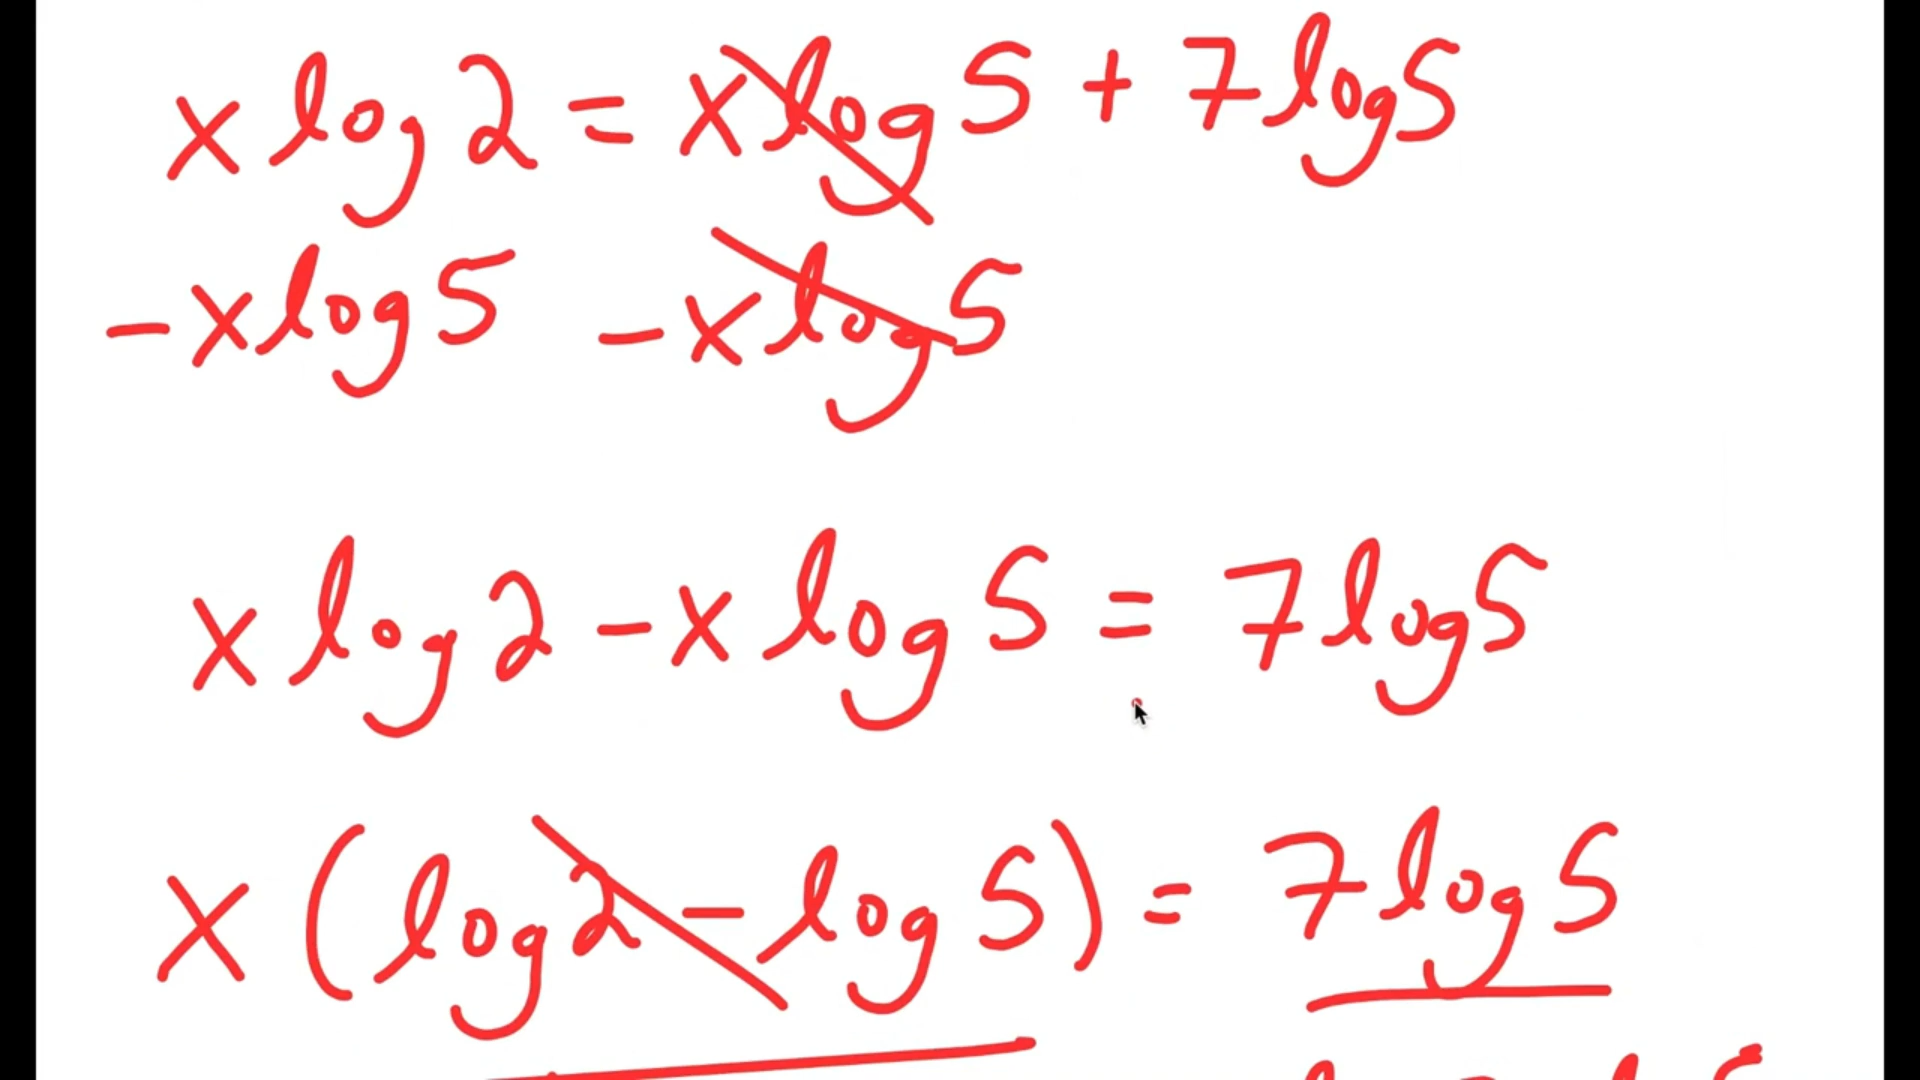 x log 2 = x log 5 + 7 log 5
- x log 5 - x log 5
x log 2 - x log 5 = 7 log 5
x ( log 2 - log 5 ) = 7 log 5